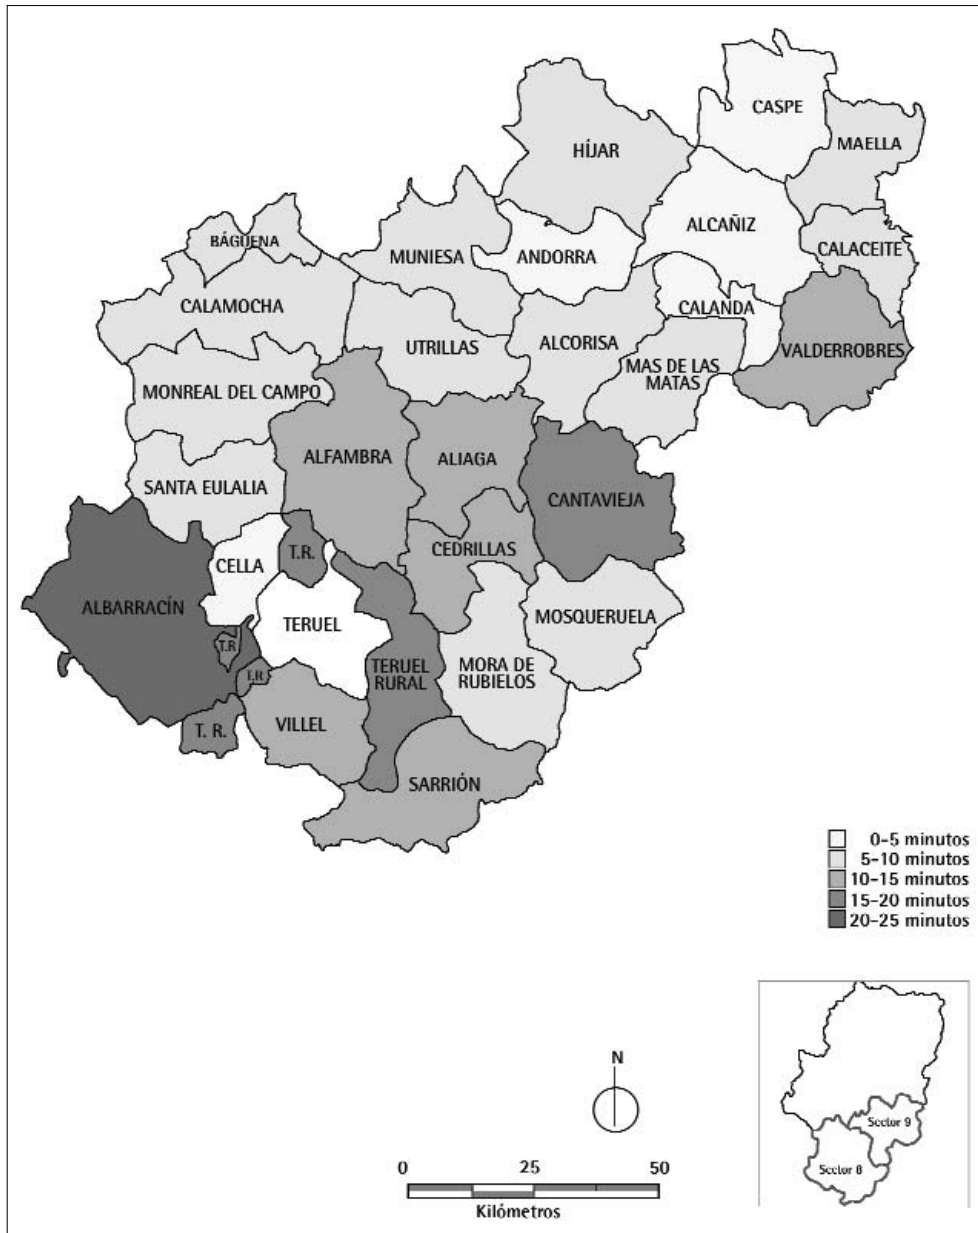 CASPE
MAELLA
HÍJAR
ALCAÑIZ
BÁGUENA
MUNIESA
ANDORRA
CALACEITE
CALAMOCHA
CALANDA
UTRILLAS
ALCORISA
VALDERROBRES
MAS DE LAS
MATAS
MONREAL DEL CAMPO
ALFAMBRA
ALIAGA
SANTA EULALIA
CANTAVIEJA
T.R.
CEDRILLAS
CELLA
ALBARRACÍN
MOSQUERUELA
TERUEL
T.R
MORA DE
RUBIELOS
TERUEL
RURAL
T.R
VILLEL
T. R.
SARRIÓN
0-5 minutos
5-10 minutos
10-15 minutos
15-20 minutos
20-25 minutos
Sector 9
Sector 8
N
0 25 50
Kilómetros